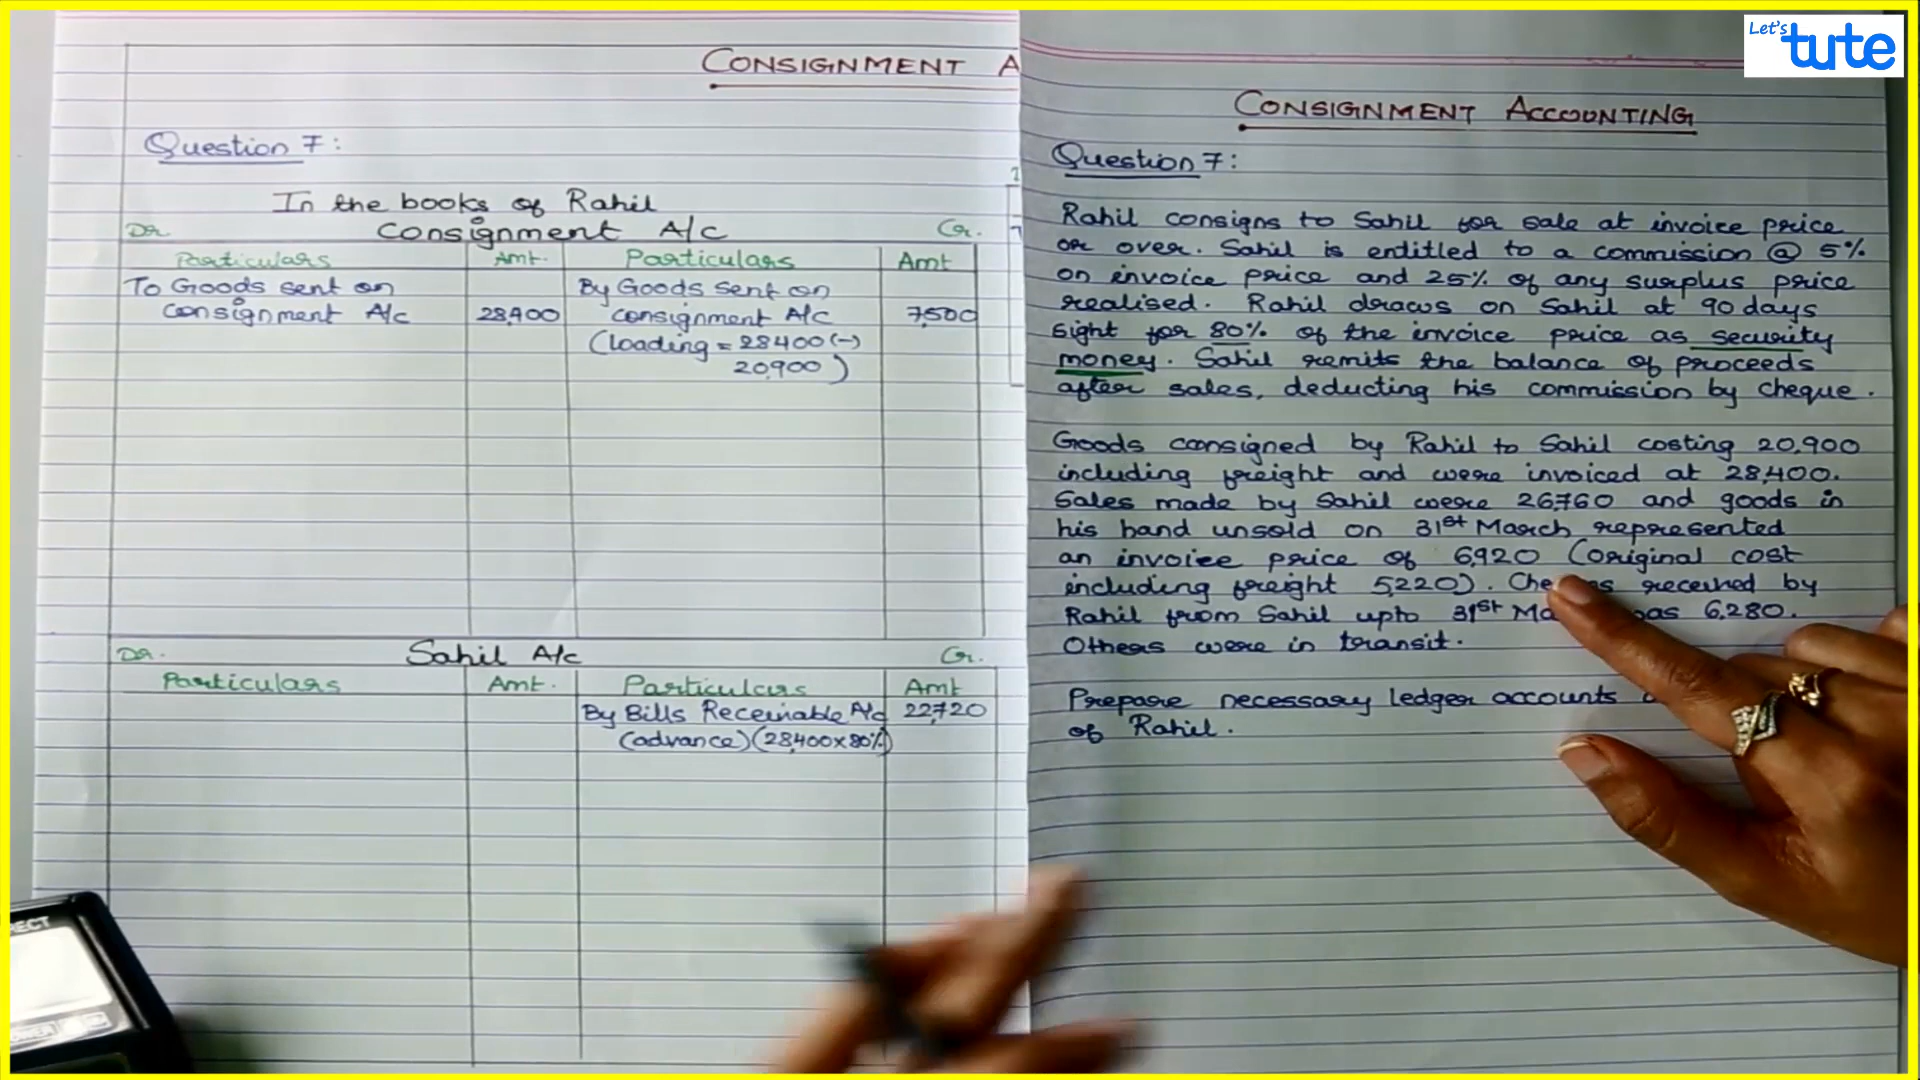 CONSIGNMENT A
Question 7:
In the books of Rahil
Dr. Consignment A/c Cr.
Particulars Amt. Particulars Amt
To Goods sent on By Goods sent on
consignment A/c 28,400 consignment A/c 7,500
(loading = 28400 (-)
20,900)
Dr. Sahil A/c Cr.
Particulars Amt. Particulars Amt
By Bills Receivable A/c 22,720
(advance) (28,400 x 80%)
Let's tute
CONSIGNMENT ACCOUNTING
Question 7:
Rahil consigns to Sahil for sale at invoice price
or over. Sahil is entitled to a commission @ 5%
on invoice price and 25% of any surplus price
realised. Rahil draws on Sahil at 90 days
sight for 80% of the invoice price as security
money. Sahil remits the balance of proceeds
after sales, deducting his commission by cheque.
Goods consigned by Rahil to Sahil costing 20,900
including freight and were invoiced at 28,400.
Sales made by Sahil were 26,760 and goods in
his hand unsold on 31st March represented
an invoice price of 6,920 (original cost
including freight 5,220). received by
Rahil from Sahil upto 31st 6,280.
Others were in transit.
Prepare necessary ledger accounts
of Rahil.